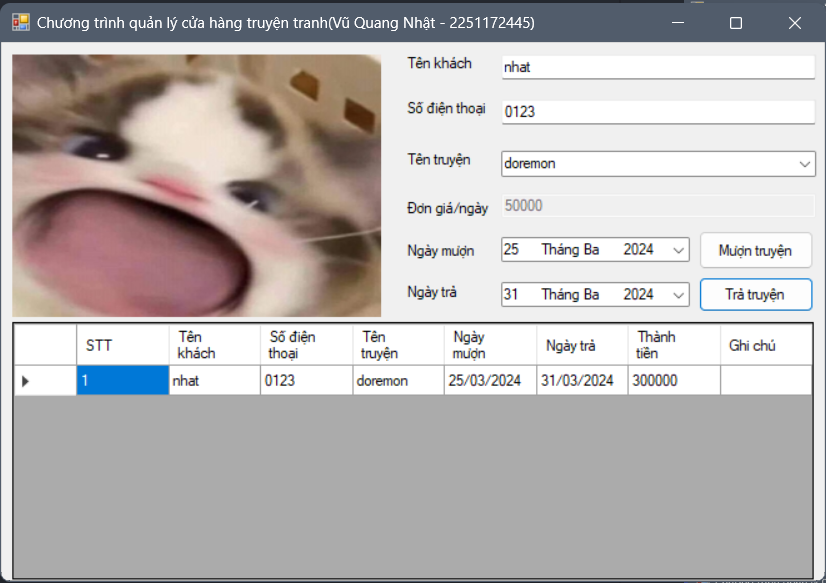 Chương trình quản lý cửa hàng truyện tranh(Vũ Quang Nhật - 2251172445)
Tên khách
nhat
Số điện thoại
0123
Tên truyện
doremon
Đơn giá/ngày
50000
Ngày mượn
25 Tháng Ba 2024
Mượn truyện
Ngày trả
31 Tháng Ba 2024
Trả truyện
STT
Tên
khách
Số điện
thoại
Tên
truyện
Ngày
mượn
Ngày trả
Thành
tiền
Ghi chú
1 nhat 0123 doremon 25/03/2024 31/03/2024 300000